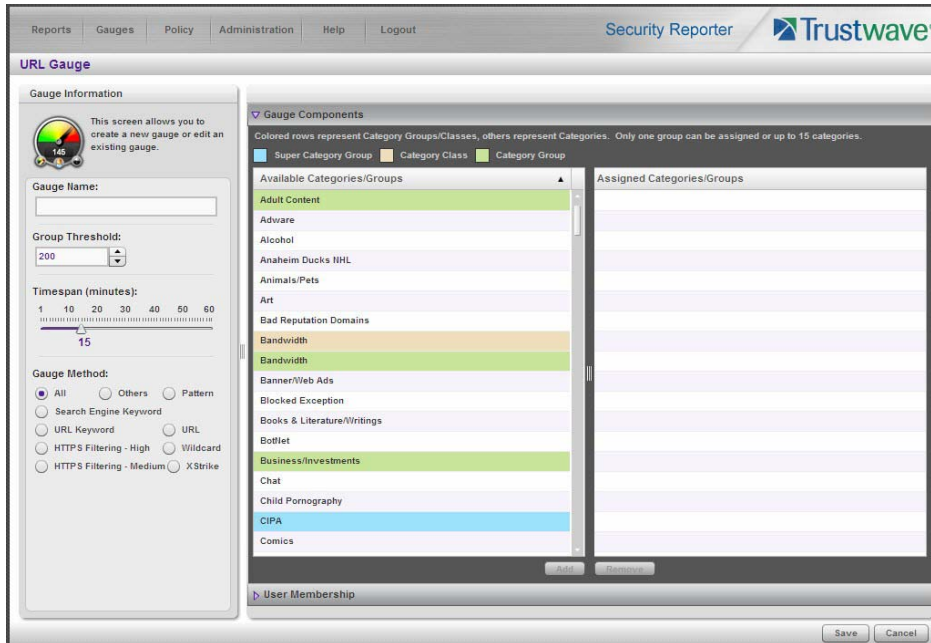 Reports Gauges Policy Administration Help Logout
Security Reporter
Trustwave
URL Gauge
Gauge Information
This screen allows you to
create a new gauge or edit an
existing gauge.
145
Gauge Name:
Group Threshold:
200
Timespan (minutes):
1 10 20 30 40 50 60
15
Gauge Method:
All Others Pattern
Search Engine Keyword
URL Keyword URL
HTTPS Filtering - High Wildcard
HTTPS Filtering - Medium XStrike
Gauge Components
Colored rows represent Category Groups/Classes, others represent Categories. Only one group can be assigned or up to 15 categories.
Super Category Group Category Class Category Group
Available Categories/Groups
Adult Content
Adware
Alcohol
Anaheim Ducks NHL
Animals/Pets
Art
Bad Reputation Domains
Bandwidth
Bandwidth
Banner/Web Ads
Blocked Exception
Books & Literature/Writings
BotNet
Business/Investments
Chat
Child Pornography
CIPA
Comics
Assigned Categories/Groups
Add Remove
User Membership
Save Cancel